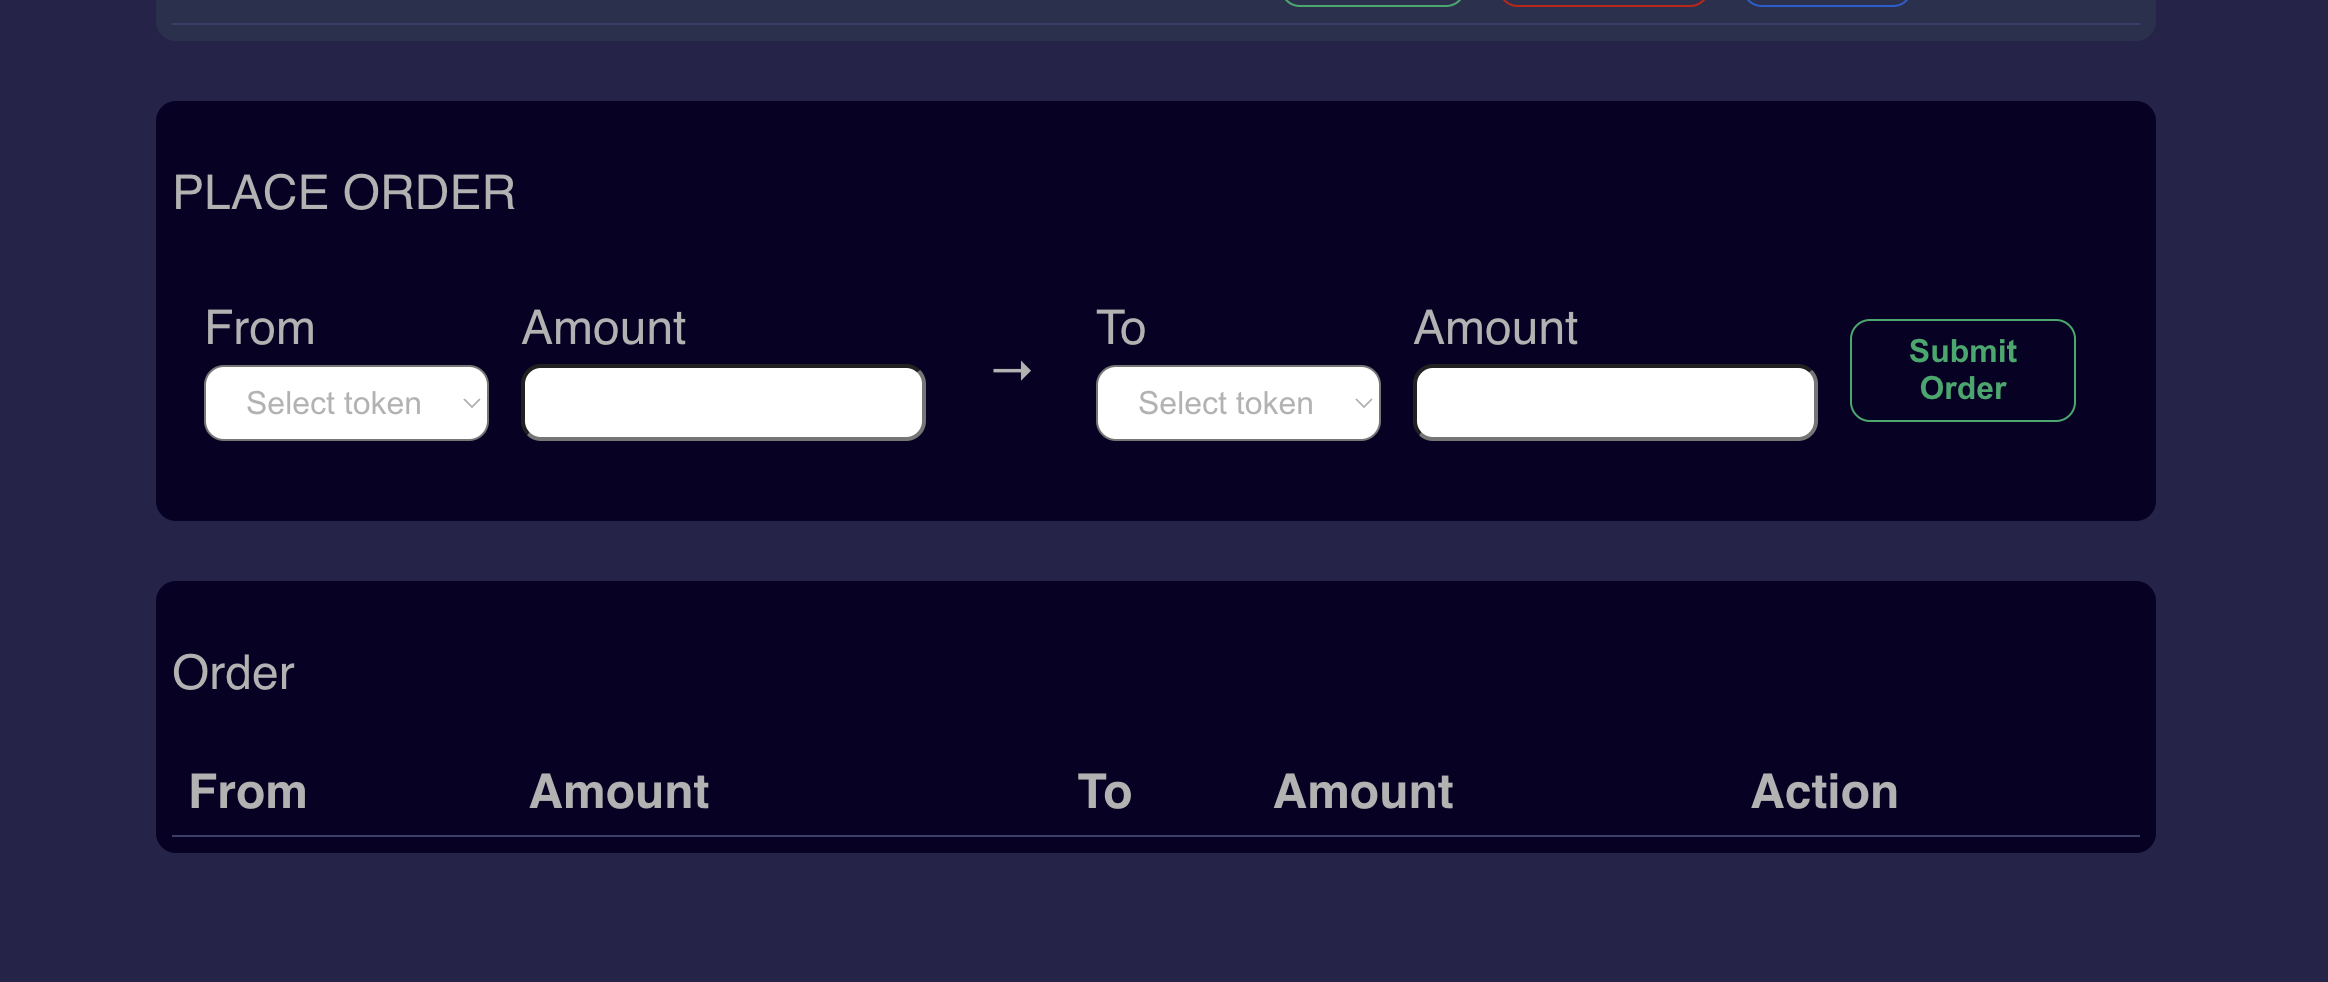 PLACE ORDER
From Amount To Amount
Select token → Select token
Submit
Order
Order
From Amount To Amount Action